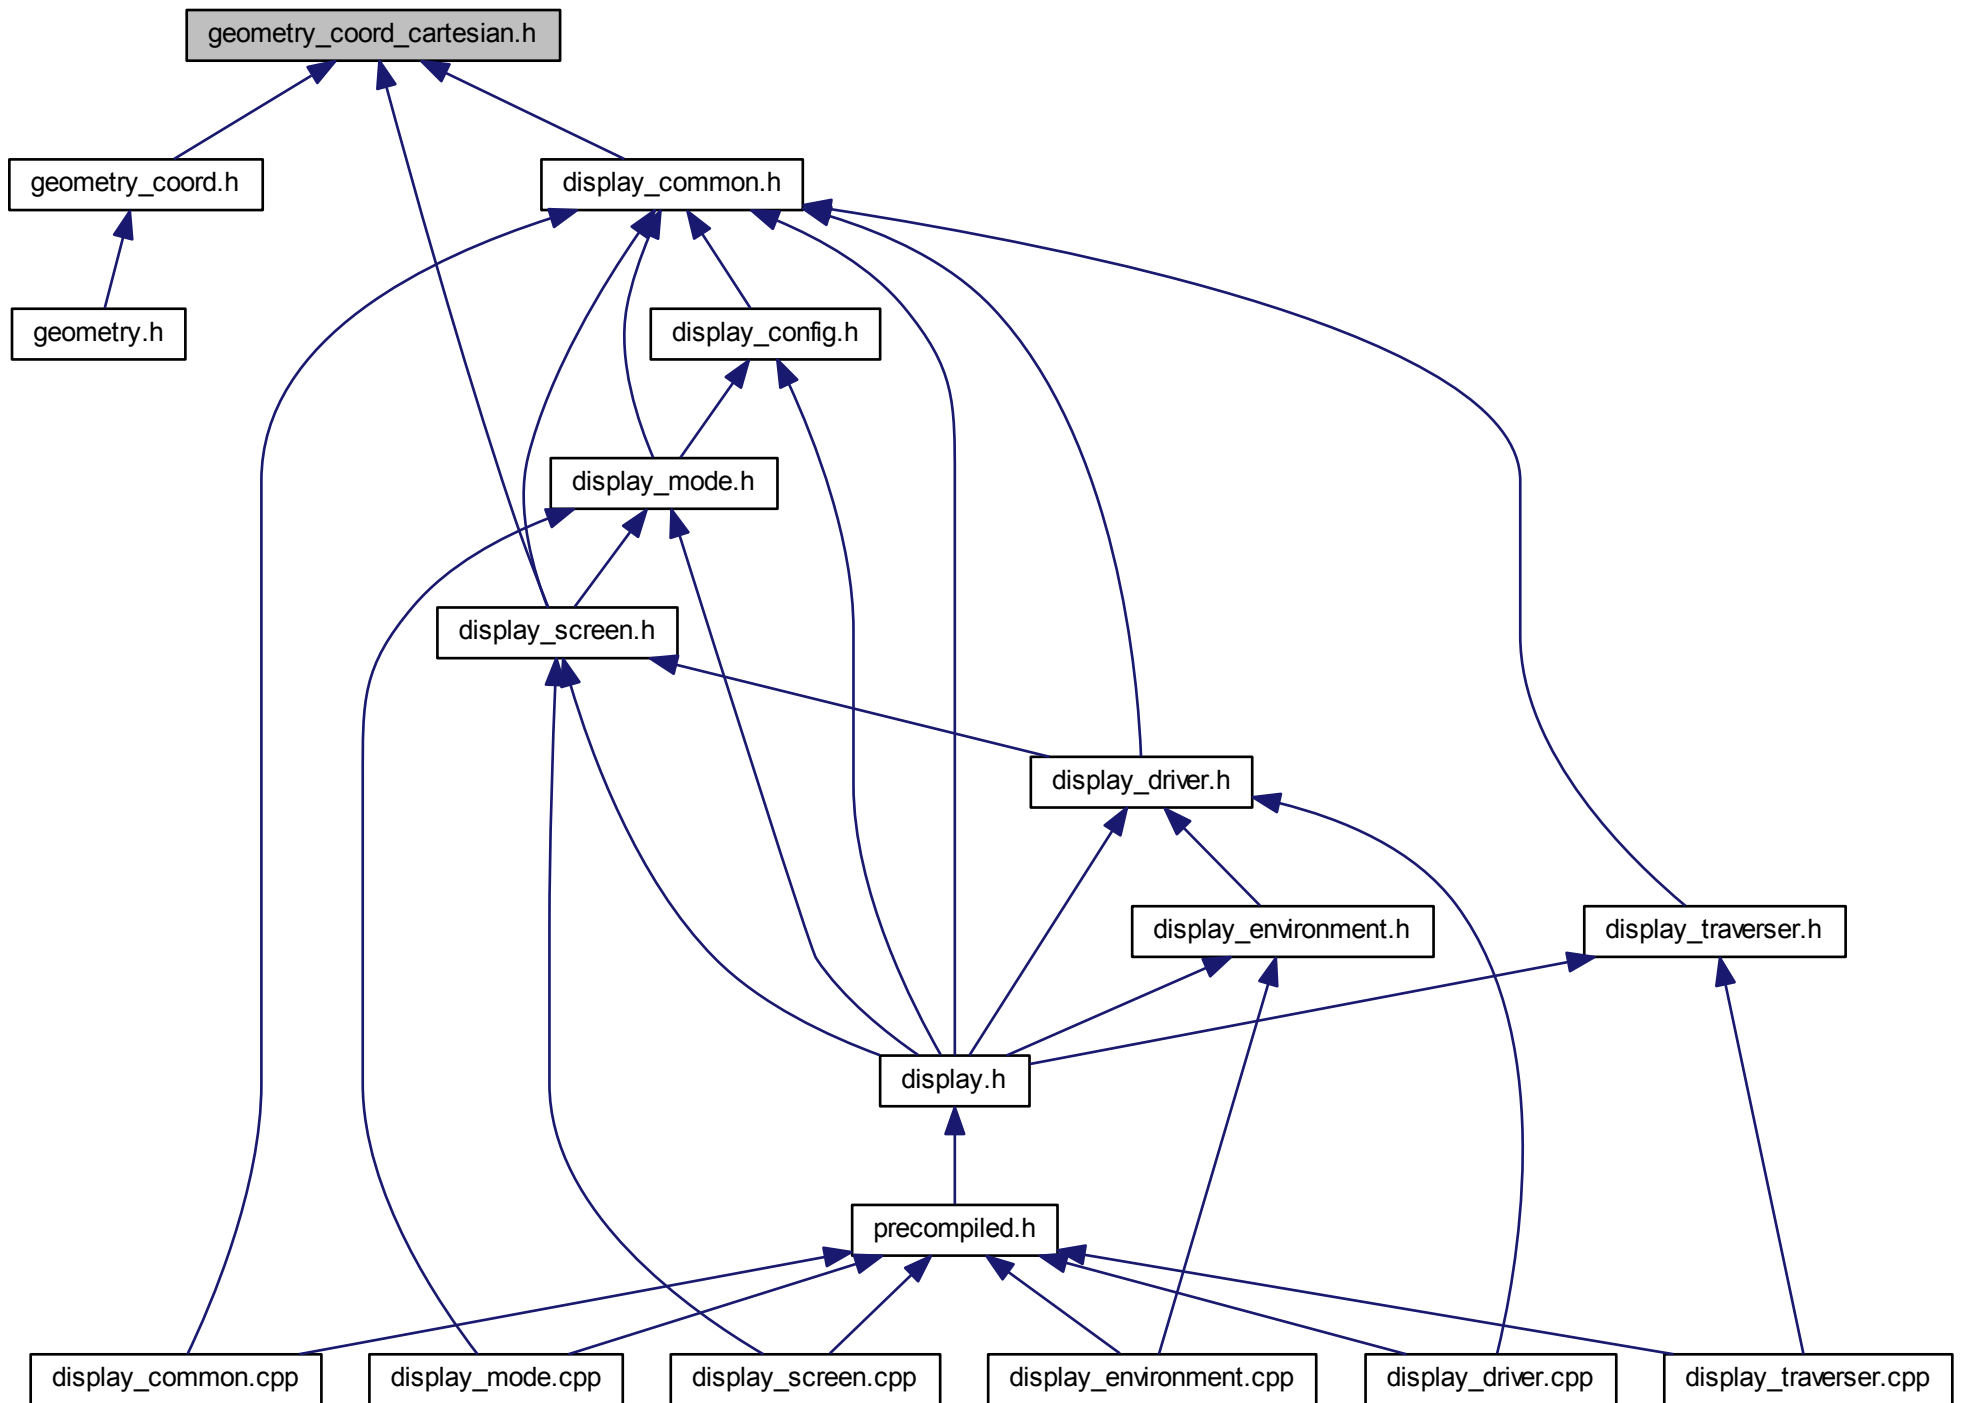 geometry_coord_cartesian.h
geometry_coord.h
display_common.h
geometry.h
display_config.h
display_mode.h
display_screen.h
display_driver.h
display_environment.h
display_traverser.h
display.h
precompiled.h
display_common.cpp
display_mode.cpp
display_screen.cpp
display_environment.cpp
display_driver.cpp
display_traverser.cpp